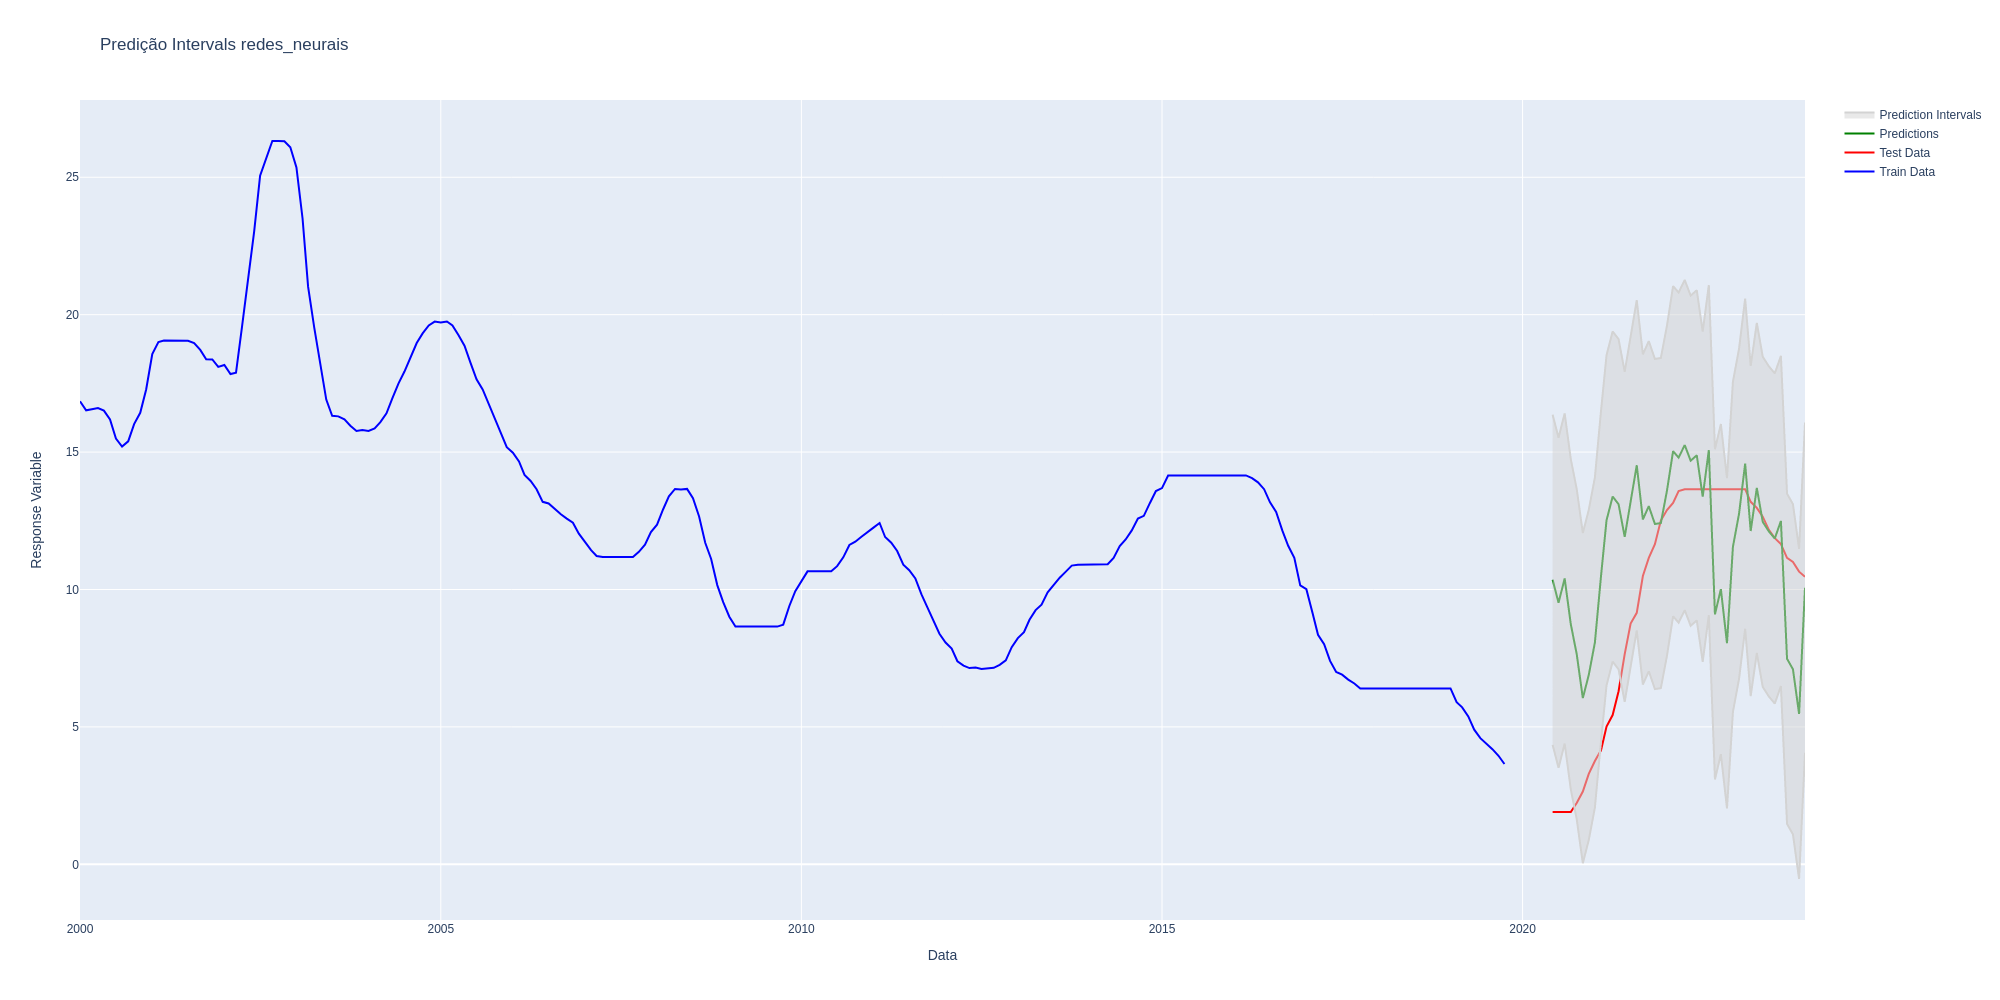 Predição Intervals redes_neurais
Prediction Intervals
Predictions
Test Data
Train Data
Response Variable
25
20
15
10
5
0
2000
2005
2010
2015
2020
Data